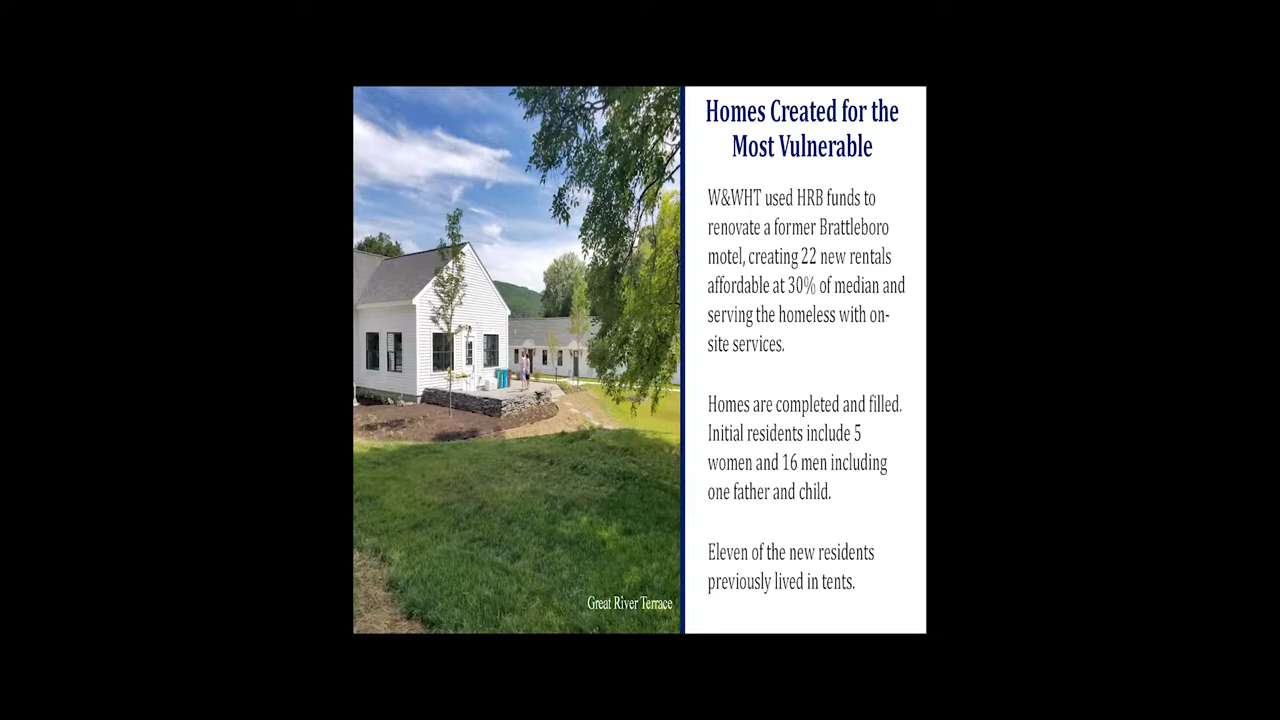 Homes Created for the
Most Vulnerable
W&WHT used HRB funds to
renovate a former Brattleboro
motel, creating 22 new rentals
affordable at 30% of median and
serving the homeless with on-
site services.
Homes are completed and filled.
Initial residents include 5
women and 16 men including
one father and child.
Eleven of the new residents
previously lived in tents.
Great River Terrace